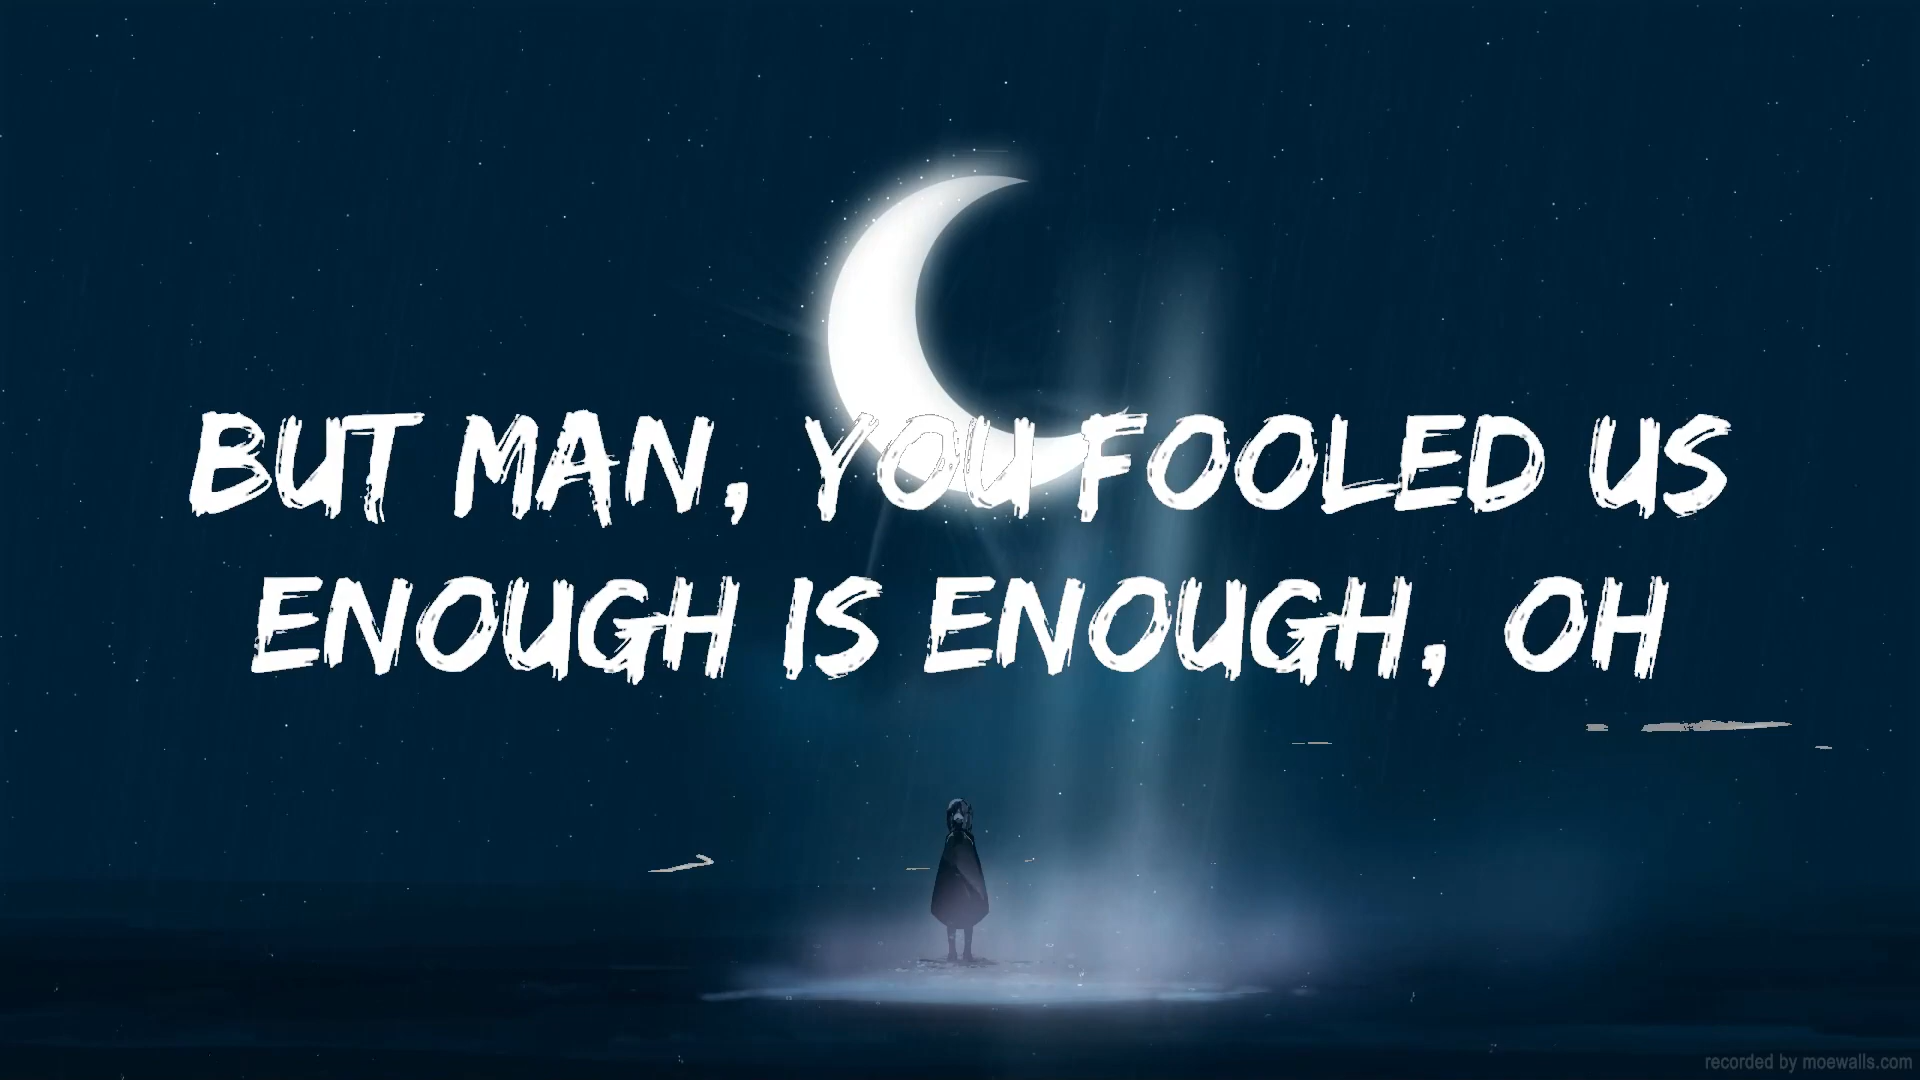 BUT MAN, YOU FOOLED US
ENOUGH IS ENOUGH, OH
recorded by moewalls.com